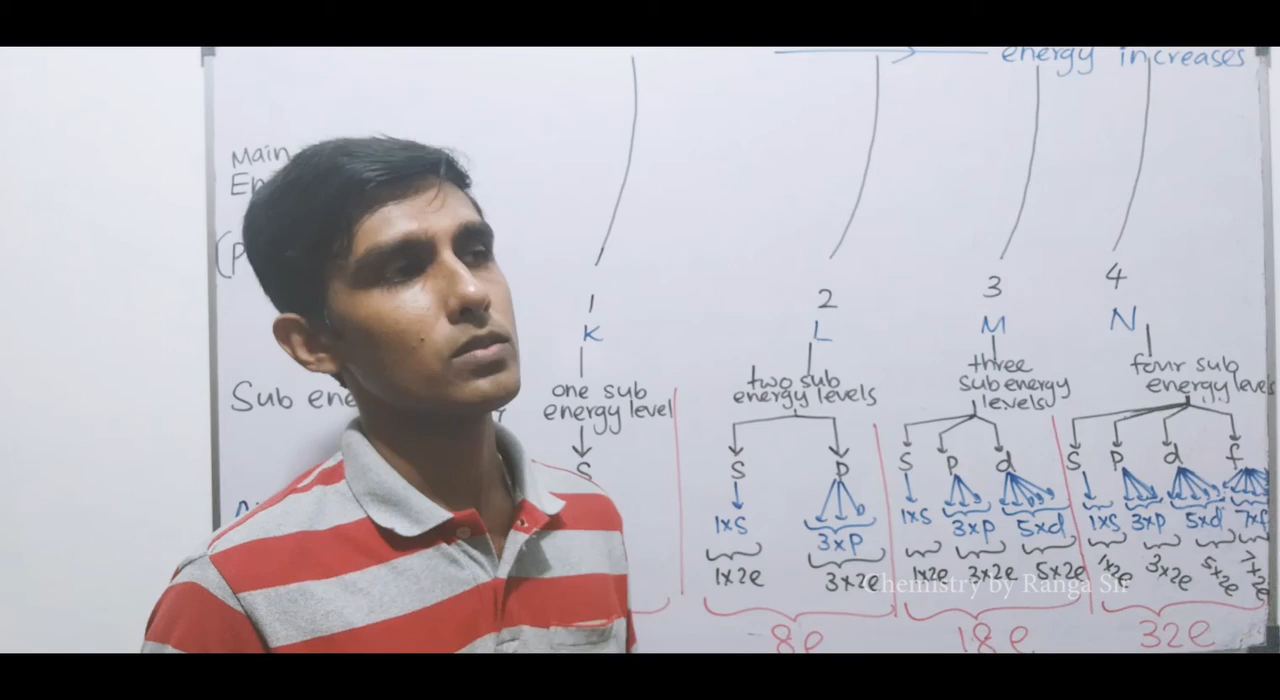 energy increases
Main
En
(P
1 2 3 4
K L M N
Sub ene
one sub
energy level
two sub
energy levels
three
sub energy
levels
four sub
energy levels
S
S p
S p d
S p d f
1xS 3xp
1xS 3xp 5xd
1xS 3xp 5xd 7xf
1x2e 3x2e
1x2e 3x2e 5x2e
1x2e 3x2e 5x2e 7x2e
Chemistry by Ranga Sir
8e 18e 32e